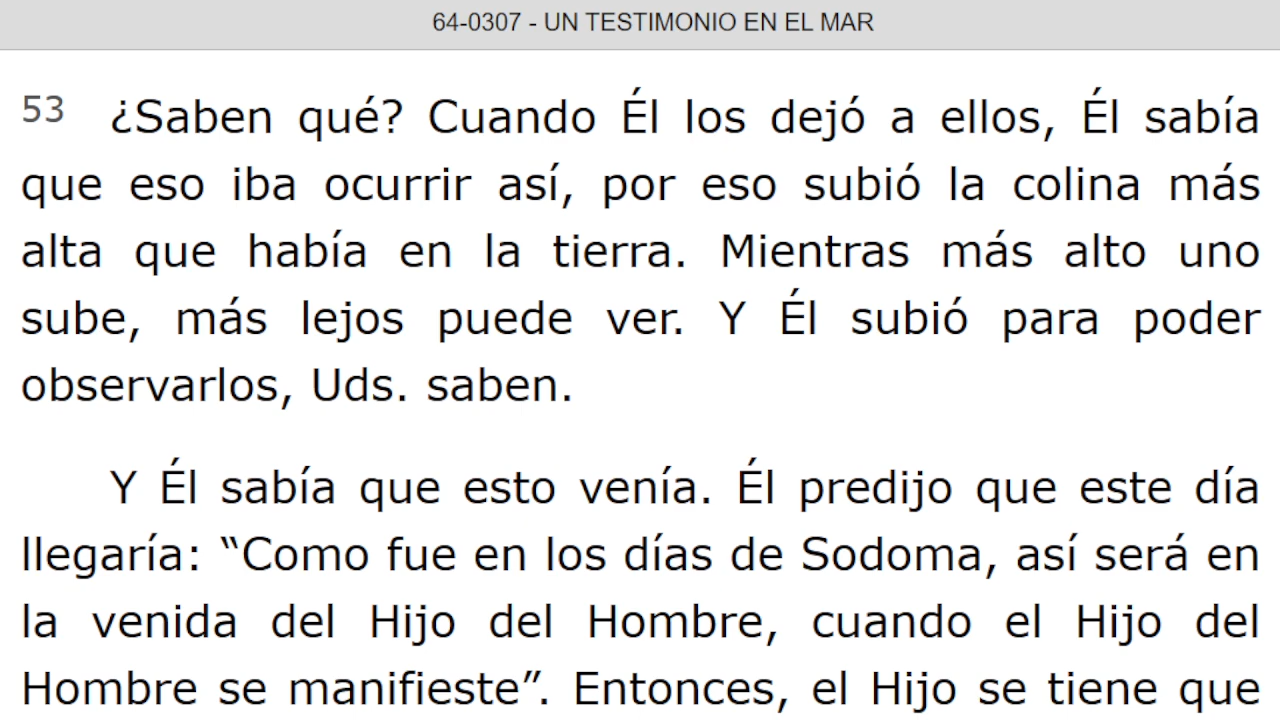 64-0307 - UN TESTIMONIO EN EL MAR
53 ¿Saben qué? Cuando Él los dejó a ellos, Él sabía
que eso iba ocurrir así, por eso subió la colina más
alta que había en la tierra. Mientras más alto uno
sube, más lejos puede ver. Y Él subió para poder
observarlos, Uds. saben.
Y Él sabía que esto venía. Él predijo que este día
llegaría: “Como fue en los días de Sodoma, así será en
la venida del Hijo del Hombre, cuando el Hijo del
Hombre se manifieste”. Entonces, el Hijo se tiene que